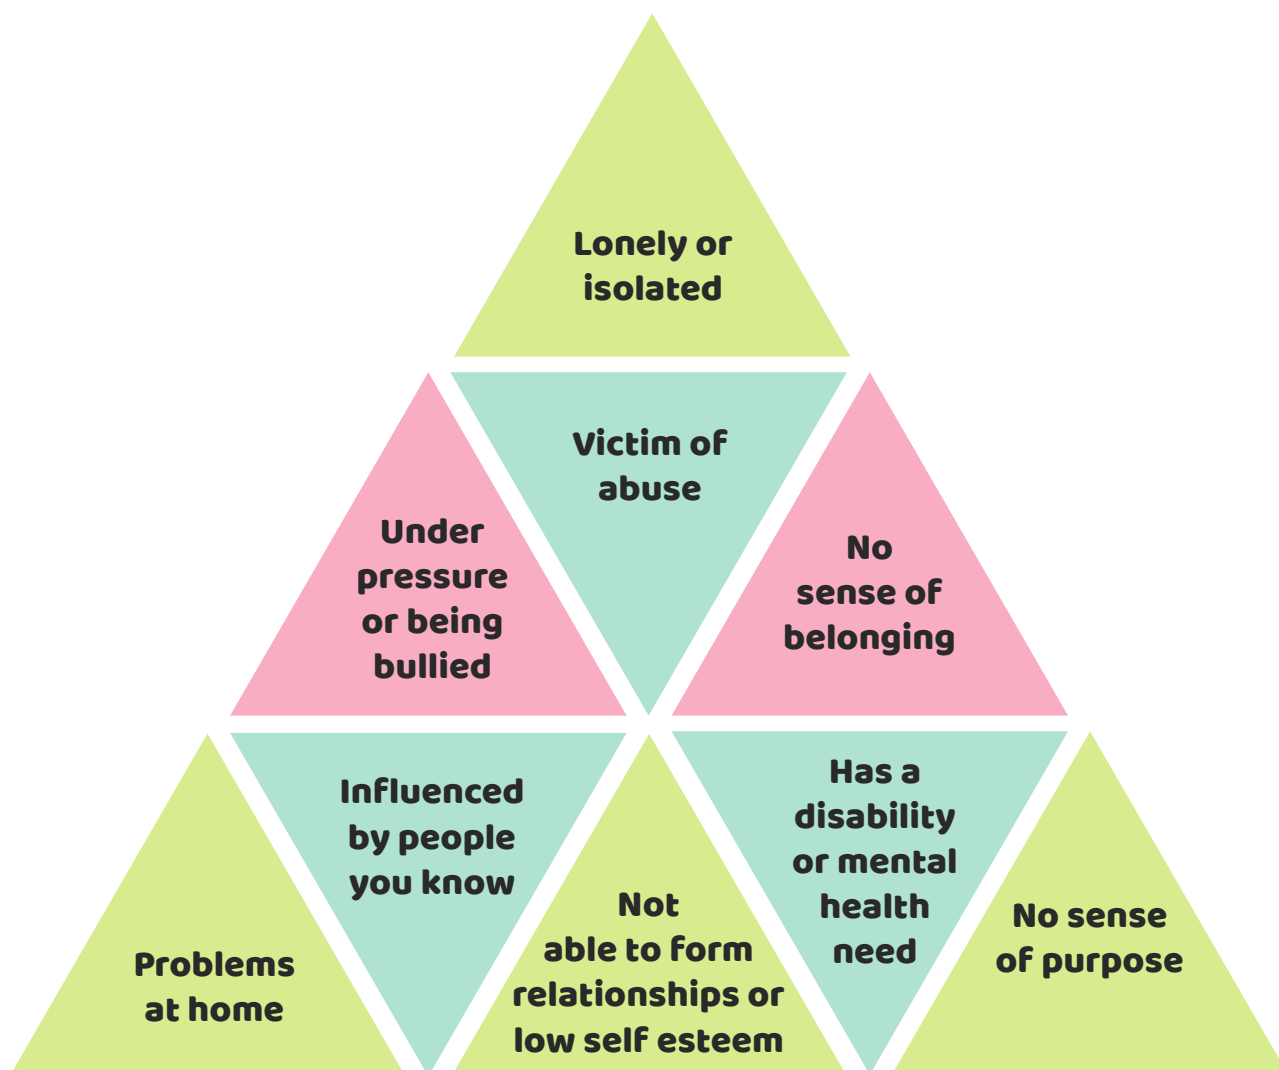 Lonely or
isolated
Victim of
abuse
Under
pressure
or being
bullied
No
sense of
belonging
Problems
at home
Influenced
by people
you know
Not
able to form
relationships or
low self esteem
Has a
disability
or mental
health
need
No sense
of purpose